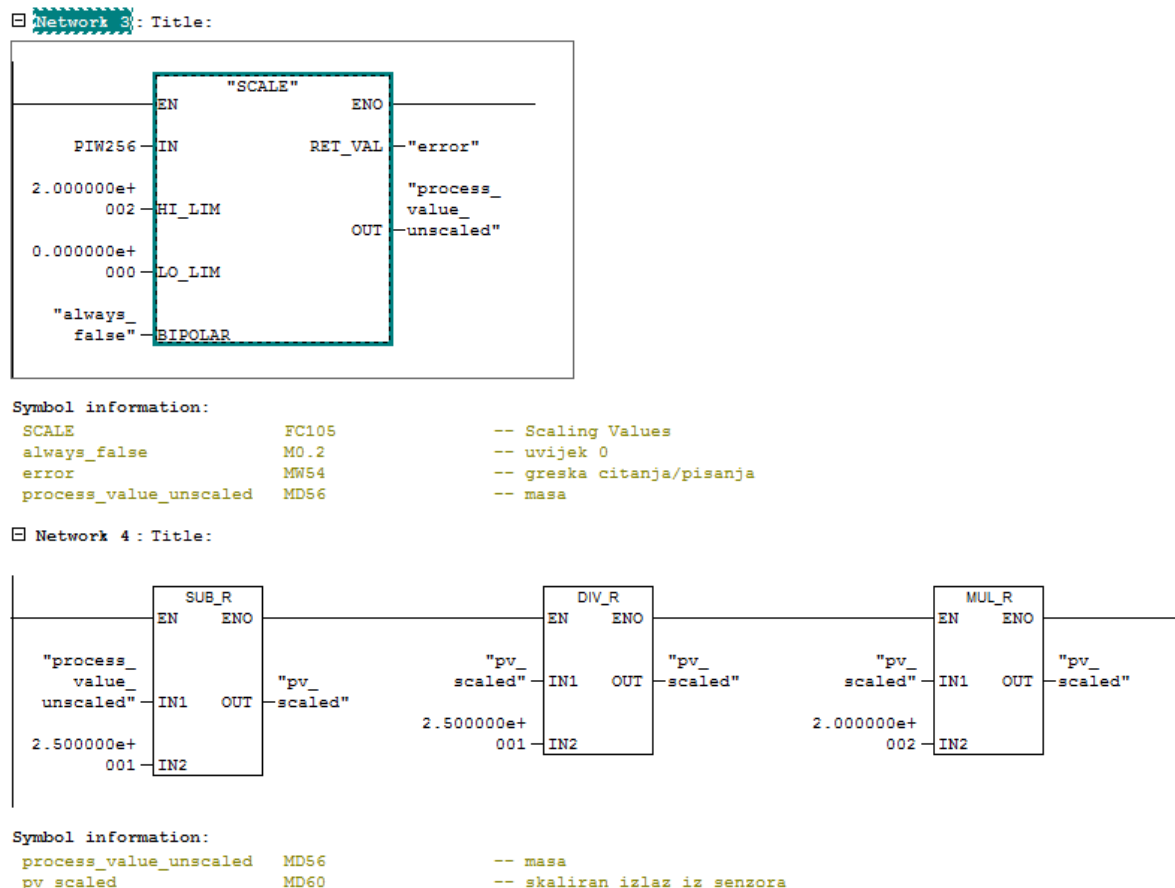 Network 3: Title:
"SCALE"
EN ENO
PIW256 IN RET_VAL "error"
2.000000e+ "process_
002 HI_LIM value_
OUT unscaled"
0.000000e+
000 LO_LIM
"always_
false" BIPOLAR
Symbol information:
SCALE FC105 -- Scaling Values
always_false M0.2 -- uvijek 0
error MW54 -- greska citanja/pisanja
process_value_unscaled MD56 -- masa
Network 4 : Title:
SUB_R DIV_R MUL_R
EN ENO EN ENO EN ENO
"process_ "pv_ "pv_ "pv_ "pv_
value_ "pv_ scaled" IN1 OUT scaled" scaled" IN1 OUT scaled"
unscaled" IN1 OUT scaled"
2.500000e+ 2.000000e+
2.500000e+ 001 IN2 002 IN2
001 IN2
Symbol information:
process_value_unscaled MD56 -- masa
pv_scaled MD60 -- skaliran izlaz iz senzora